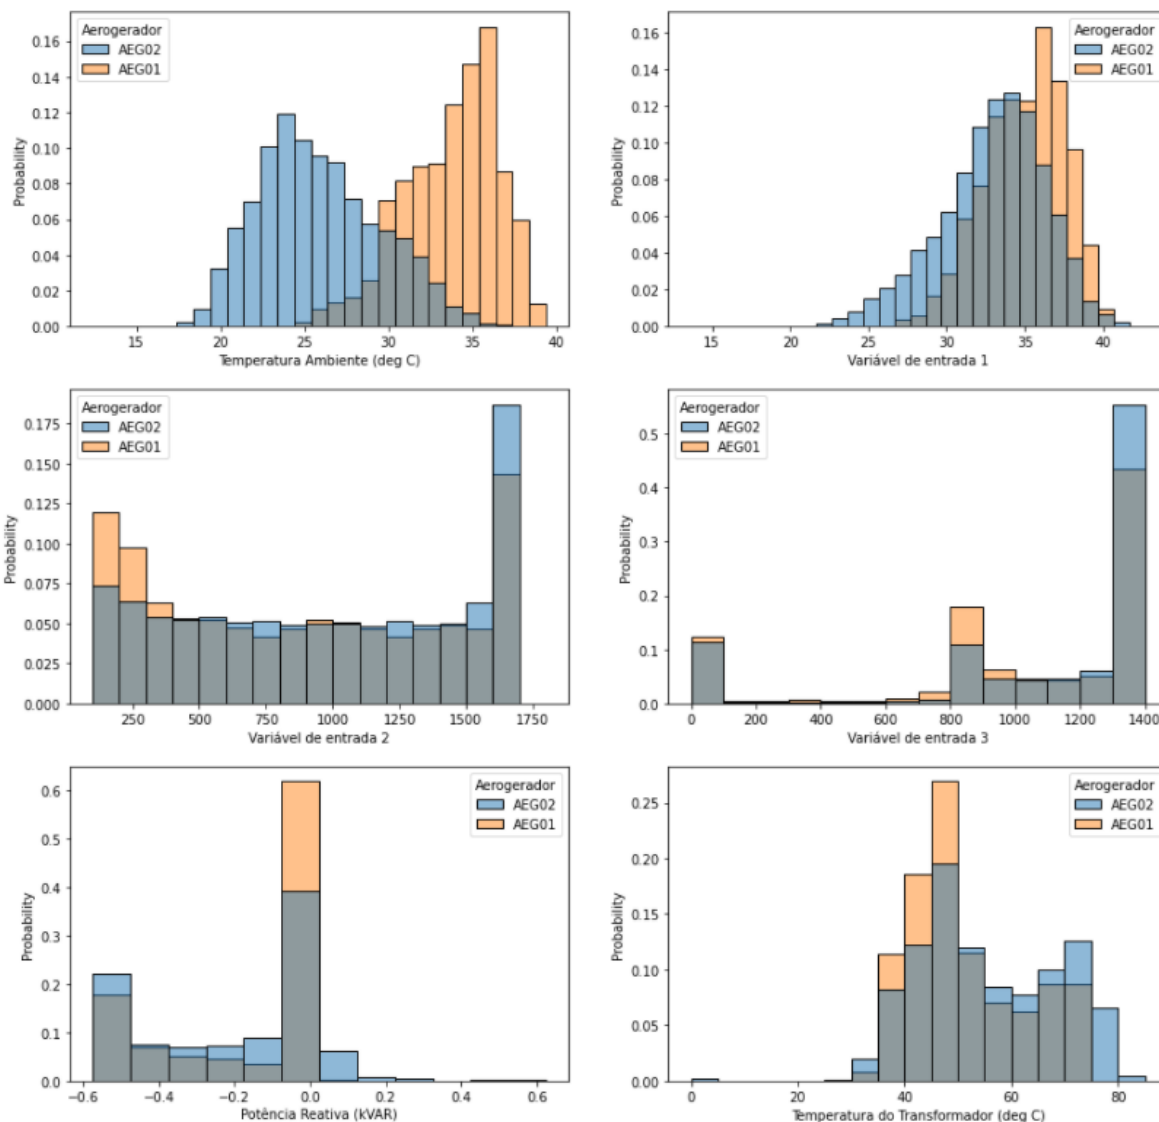 Aerogerador
AEG02
AEG01
Probability
0.16
0.14
0.12
0.10
0.08
0.06
0.04
0.02
0.00
15 20 25 30 35 40
Temperatura Ambiente (deg C)
Aerogerador
AEG02
AEG01
Probability
0.16
0.14
0.12
0.10
0.08
0.06
0.04
0.02
0.00
15 20 25 30 35 40
Variável de entrada 1
Aerogerador
AEG02
AEG01
Probability
0.175
0.150
0.125
0.100
0.075
0.050
0.025
0.000
250 500 750 1000 1250 1500 1750
Variável de entrada 2
Aerogerador
AEG02
AEG01
Probability
0.5
0.4
0.3
0.2
0.1
0.0
0 200 400 600 800 1000 1200 1400
Variável de entrada 3
Aerogerador
AEG02
AEG01
Probability
0.6
0.5
0.4
0.3
0.2
0.1
0.0
−0.6 −0.4 −0.2 0.0 0.2 0.4 0.6
Potência Reativa (kVAR)
Aerogerador
AEG02
AEG01
Probability
0.25
0.20
0.15
0.10
0.05
0.00
0 20 40 60 80
Temperatura do Transformador (deg C)